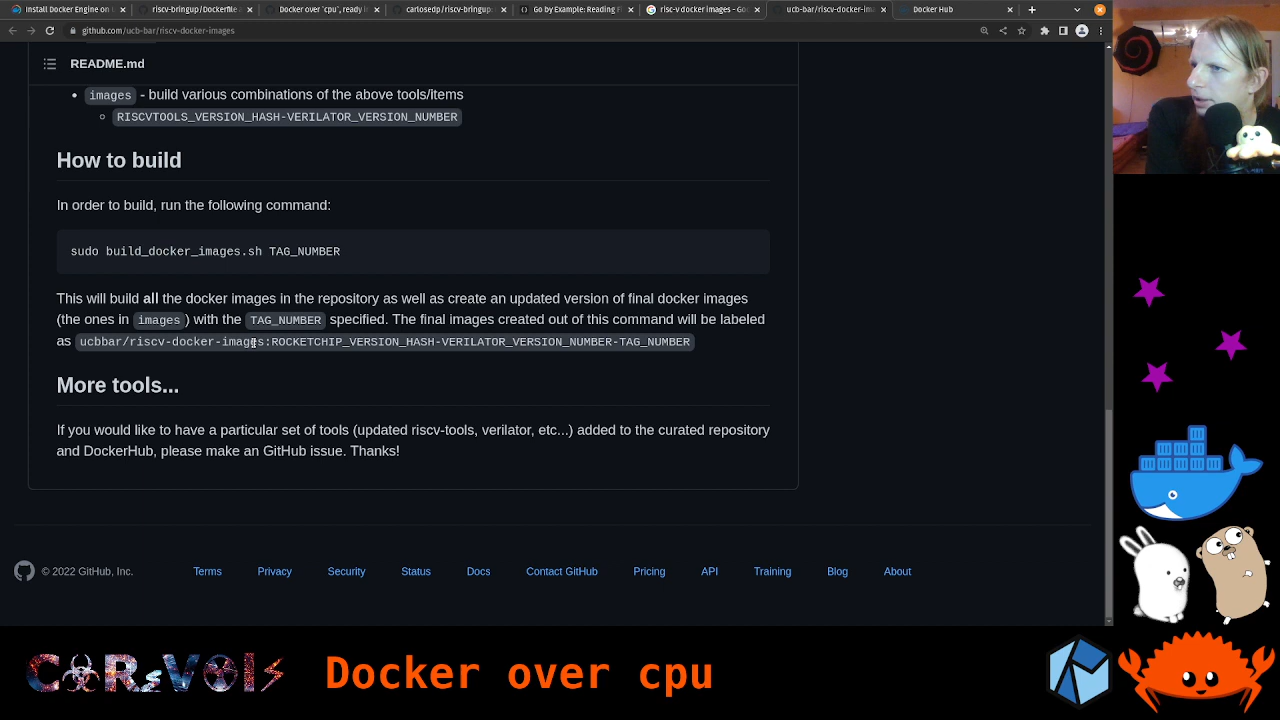 Install Docker Engine on
riscv-bringup/Dockerfile a
Docker over `cpu`, ready i
carlosedp/riscv-bringup:
Go by Example: Reading Fi
risc-v docker images - Goo
ucb-bar/riscv-docker-ima
Docker Hub
github.com/ucb-bar/riscv-docker-images
README.md
images - build various combinations of the above tools/items
RISCVTOOLS_VERSION_HASH-VERILATOR_VERSION_NUMBER
How to build
In order to build, run the following command:
sudo build_docker_images.sh TAG_NUMBER
This will build all the docker images in the repository as well as create an updated version of final docker images
(the ones in images) with the TAG_NUMBER specified. The final images created out of this command will be labeled
as ucbbar/riscv-docker-images:ROCKETCHIP_VERSION_HASH-VERILATOR_VERSION_NUMBER-TAG_NUMBER
More tools...
If you would like to have a particular set of tools (updated riscv-tools, verilator, etc...) added to the curated repository
and DockerHub, please make an GitHub issue. Thanks!
© 2022 GitHub, Inc.
Terms
Privacy
Security
Status
Docs
Contact GitHub
Pricing
API
Training
Blog
About
Docker over cpu